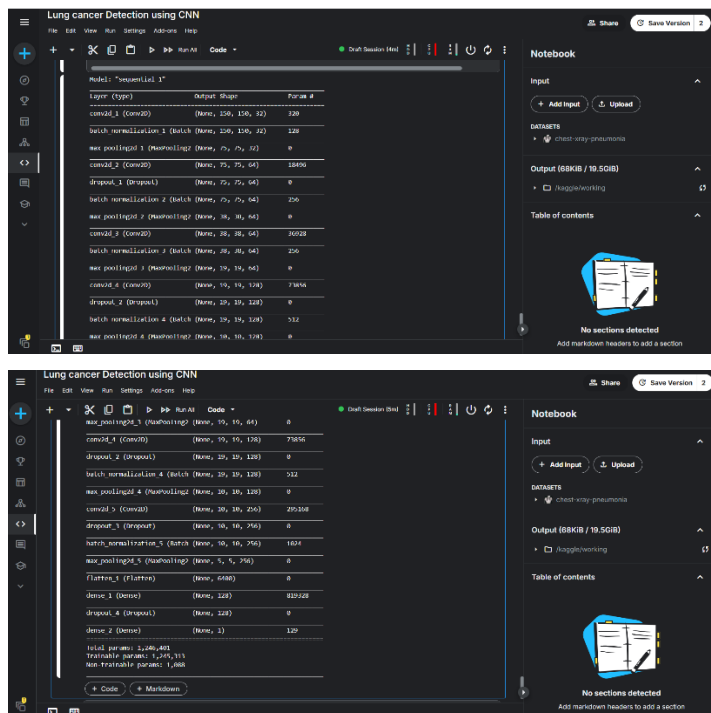 Lung cancer Detection using CNN
File Edit View Run Settings Add-ons Help
Share
Save Version 2
Run All Code
Draft Session (4m)
Model: "sequential_1"
Layer (type) Output Shape Param #
conv2d_1 (Conv2D) (None, 150, 150, 32) 320
batch_normalization_1 (Batch (None, 150, 150, 32) 128
max_pooling2d_1 (MaxPooling2 (None, 75, 75, 32) 0
conv2d_2 (Conv2D) (None, 75, 75, 64) 18496
dropout_1 (Dropout) (None, 75, 75, 64) 0
batch_normalization_2 (Batch (None, 75, 75, 64) 256
max_pooling2d_2 (MaxPooling2 (None, 38, 38, 64) 0
conv2d_3 (Conv2D) (None, 38, 38, 64) 36928
batch_normalization_3 (Batch (None, 38, 38, 64) 256
max_pooling2d_3 (MaxPooling2 (None, 19, 19, 64) 0
conv2d_4 (Conv2D) (None, 19, 19, 128) 73856
dropout_2 (Dropout) (None, 19, 19, 128) 0
batch_normalization_4 (Batch (None, 19, 19, 128) 512
max_pooling2d_4 (MaxPooling2 (None, 10, 10, 128) 0
Notebook
Input
+ Add Input
Upload
DATASETS
chest-xray-pneumonia
Output (68KiB / 19.5GiB)
/kaggle/working
Table of contents
No sections detected
Add markdown headers to add a section
Lung cancer Detection using CNN
File Edit View Run Settings Add-ons Help
Share
Save Version 2
Run All Code
Draft Session (5m)
max_pooling2d_3 (MaxPooling2 (None, 19, 19, 64) 0
conv2d_4 (Conv2D) (None, 19, 19, 128) 73856
dropout_2 (Dropout) (None, 19, 19, 128) 0
batch_normalization_4 (Batch (None, 19, 19, 128) 512
max_pooling2d_4 (MaxPooling2 (None, 10, 10, 128) 0
conv2d_5 (Conv2D) (None, 10, 10, 256) 295168
dropout_3 (Dropout) (None, 10, 10, 256) 0
batch_normalization_5 (Batch (None, 10, 10, 256) 1024
max_pooling2d_5 (MaxPooling2 (None, 5, 5, 256) 0
flatten_1 (Flatten) (None, 6400) 0
dense_1 (Dense) (None, 128) 819328
dropout_4 (Dropout) (None, 128) 0
dense_2 (Dense) (None, 1) 129
Total params: 1,246,401
Trainable params: 1,245,313
Non-trainable params: 1,088
+ Code + Markdown
Notebook
Input
+ Add Input
Upload
DATASETS
chest-xray-pneumonia
Output (68KiB / 19.5GiB)
/kaggle/working
Table of contents
No sections detected
Add markdown headers to add a section